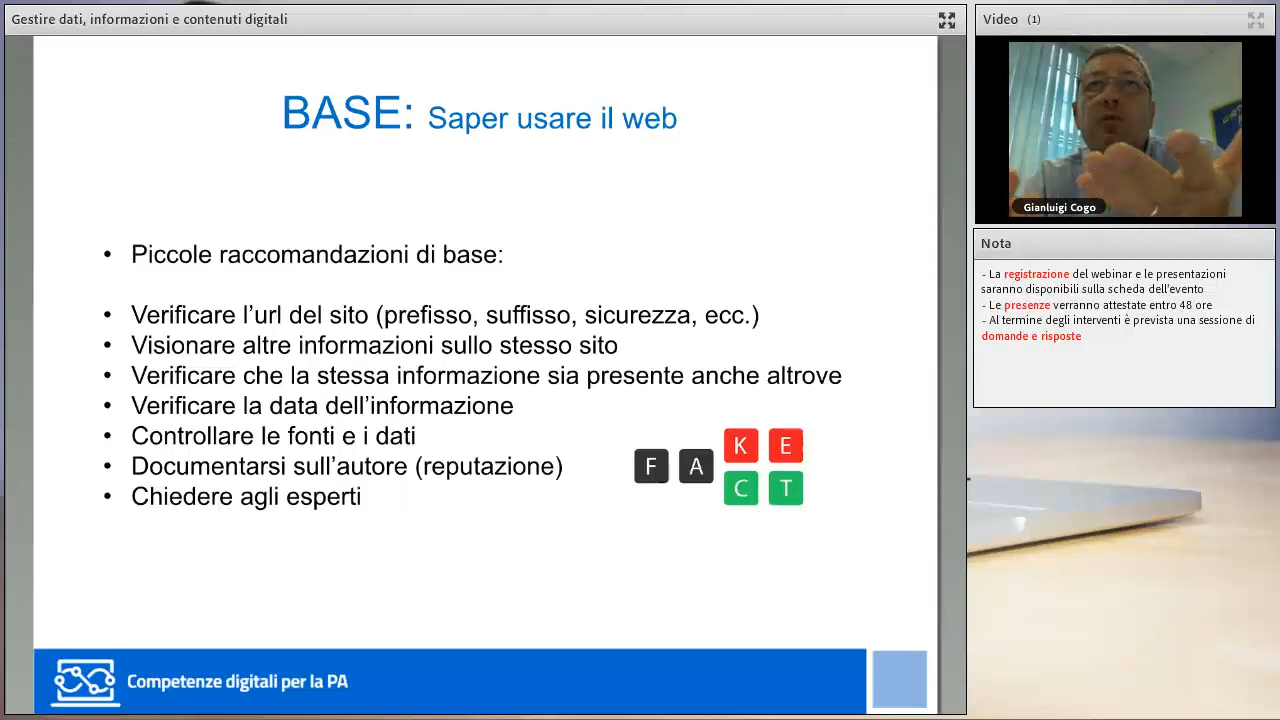 Gestire dati, informazioni e contenuti digitali
BASE: Saper usare il web
• Piccole raccomandazioni di base:
• Verificare l’url del sito (prefisso, suffisso, sicurezza, ecc.)
• Visionare altre informazioni sullo stesso sito
• Verificare che la stessa informazione sia presente anche altrove
• Verificare la data dell’informazione
• Controllare le fonti e i dati
• Documentarsi sull’autore (reputazione)
• Chiedere agli esperti
K E
F A
C T
Competenze digitali per la PA
Video (1)
Gianluigi Cogo
Nota
- La registrazione del webinar e le presentazioni
saranno disponibili sulla scheda dell'evento
- Le presenze verranno attestate entro 48 ore
- Al termine degli interventi è prevista una sessione di
domande e risposte